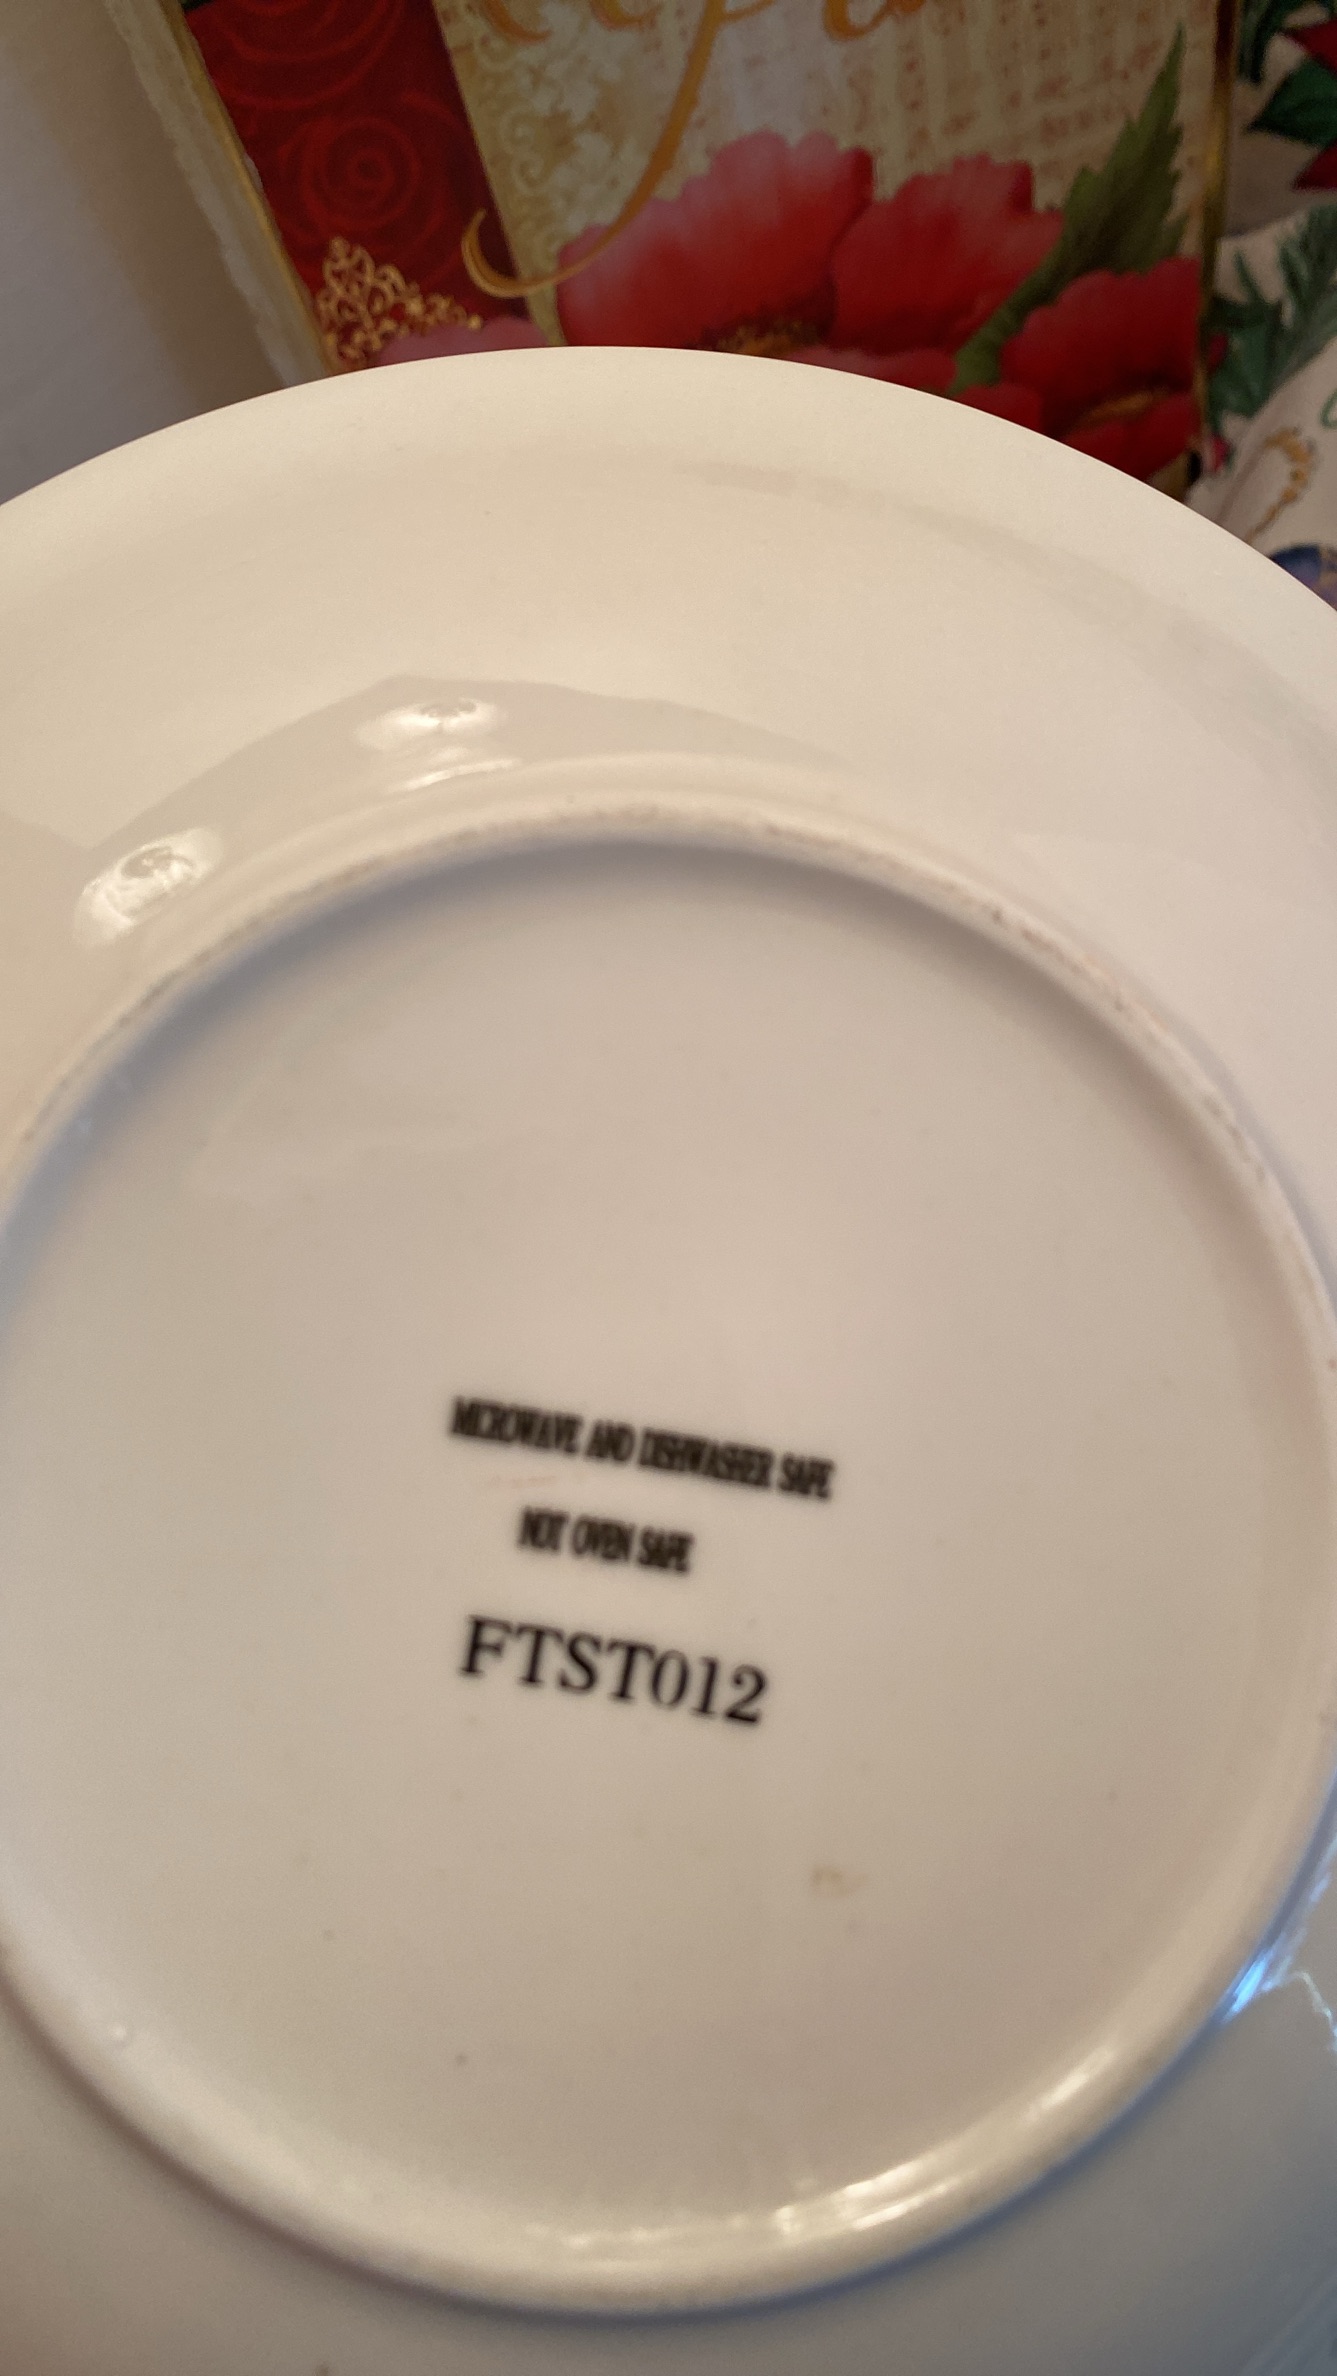 MICROWAVE AND DISHWASHER SAFE
NOT OVEN SAFE
FTST012